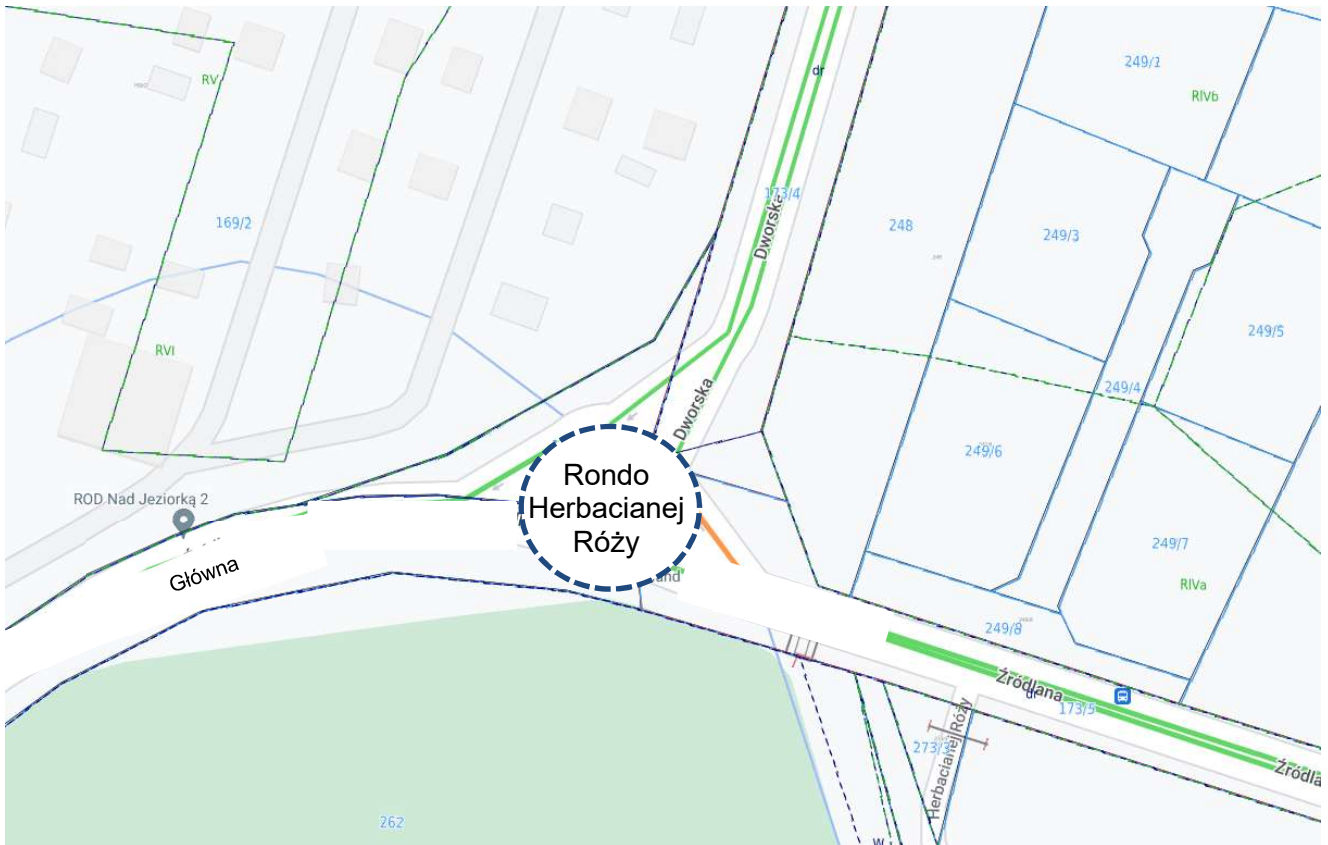 249/1
RV
dr
RIVb
173/4
169/2
248
249/3
Dworska
249/5
RVI
249/4
Dworska
249/6
Rondo
Herbacianej
Róży
ROD Nad Jeziorką 2
249/7
Główna
und
RIVa
249/8
Źródlana
dr
173/5
273/3
Herbacianej Róży
Źródla
262
W